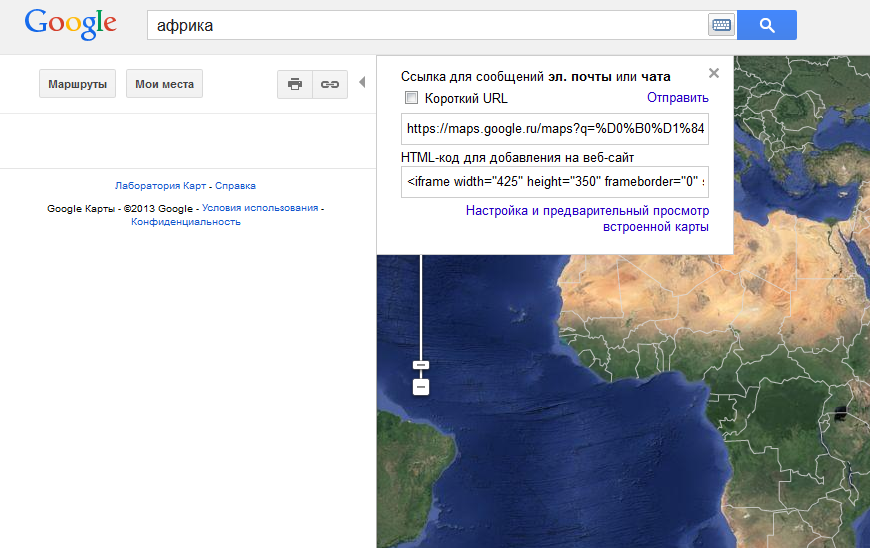 Google
африка
Маршруты
Мои места
Ссылка для сообщений эл. почты или чата
Короткий URL
Отправить
https://maps.google.ru/maps?q=%D0%B0%D1%84
HTML-код для добавления на веб-сайт
<iframe width="425" height="350" frameborder="0" s
Настройка и предварительный просмотр
встроенной карты
Лаборатория Карт - Справка
Google Карты - ©2013 Google - Условия использования -
Конфиденциальность